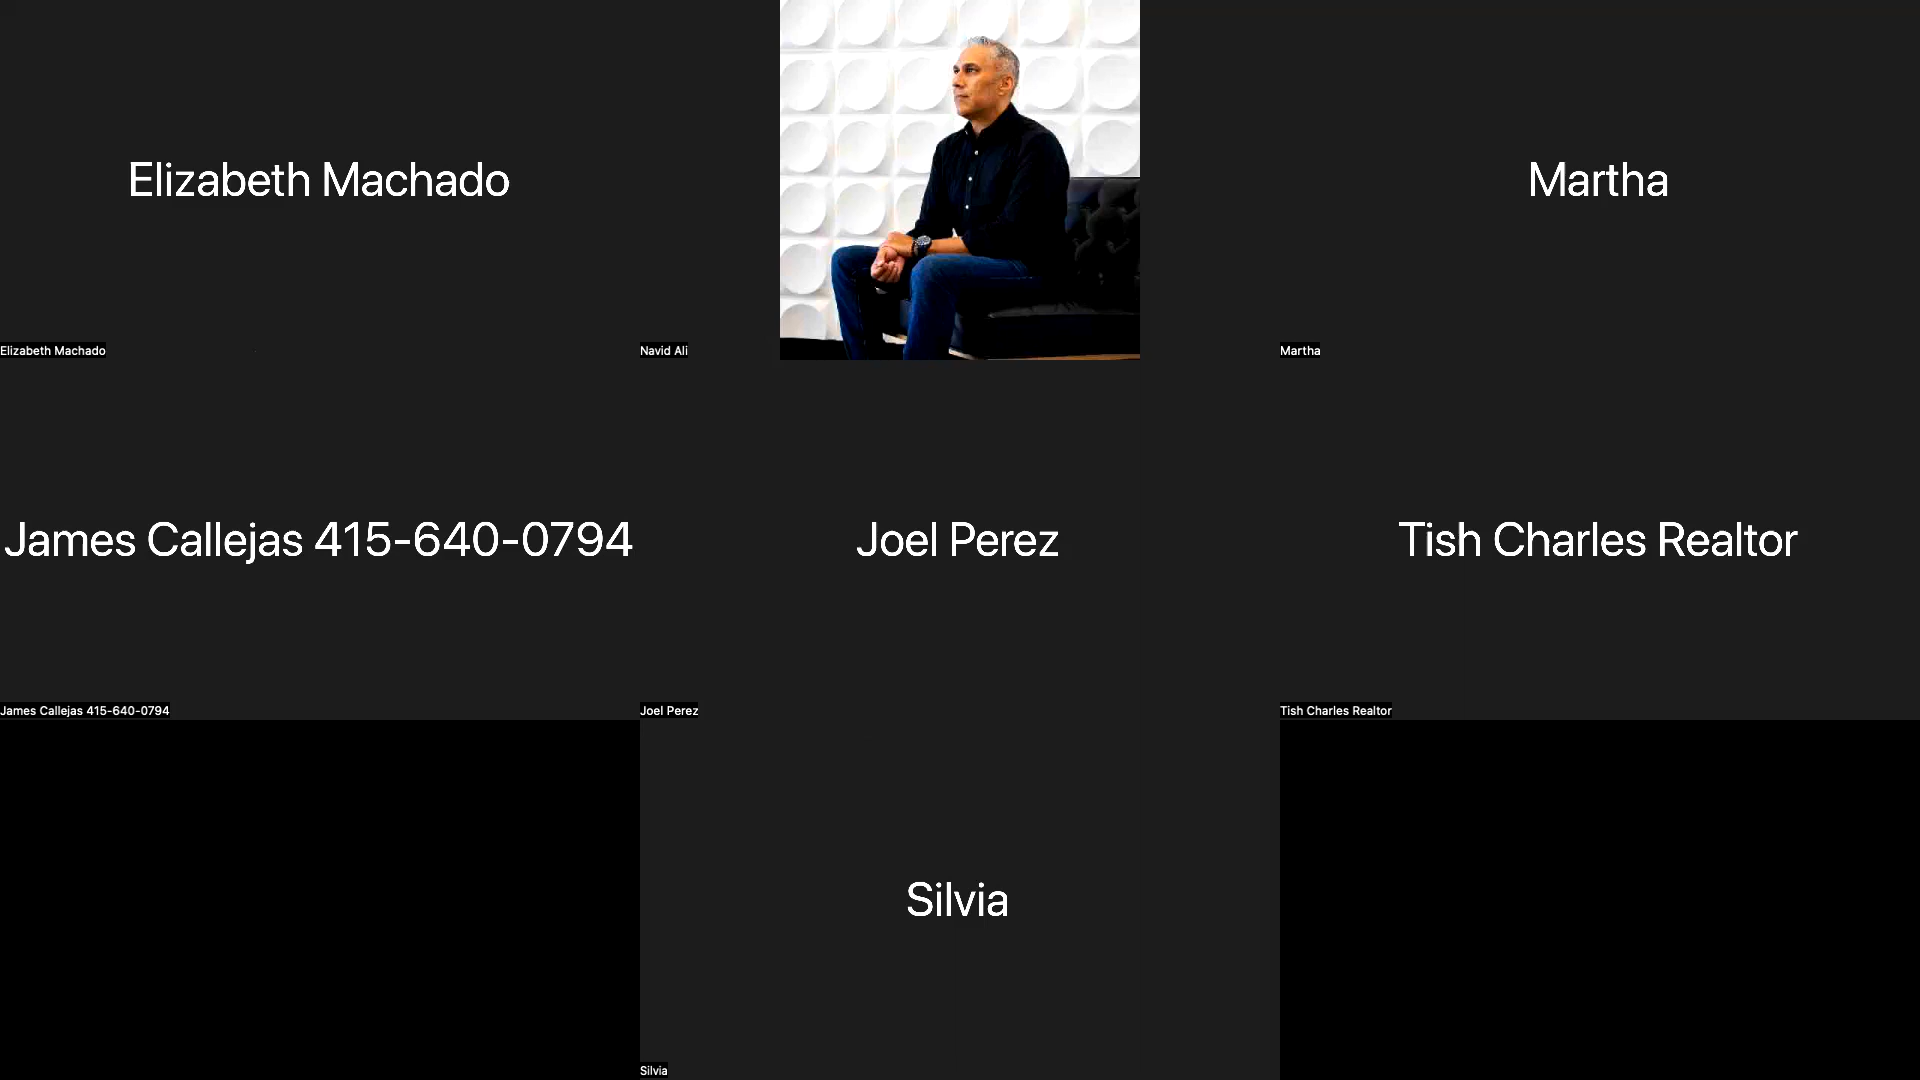 Elizabeth Machado
Martha
Elizabeth Machado
Navid Ali
Martha
James Callejas 415-640-0794
Joel Perez
Tish Charles Realtor
James Callejas 415-640-0794
Joel Perez
Tish Charles Realtor
Silvia
Silvia